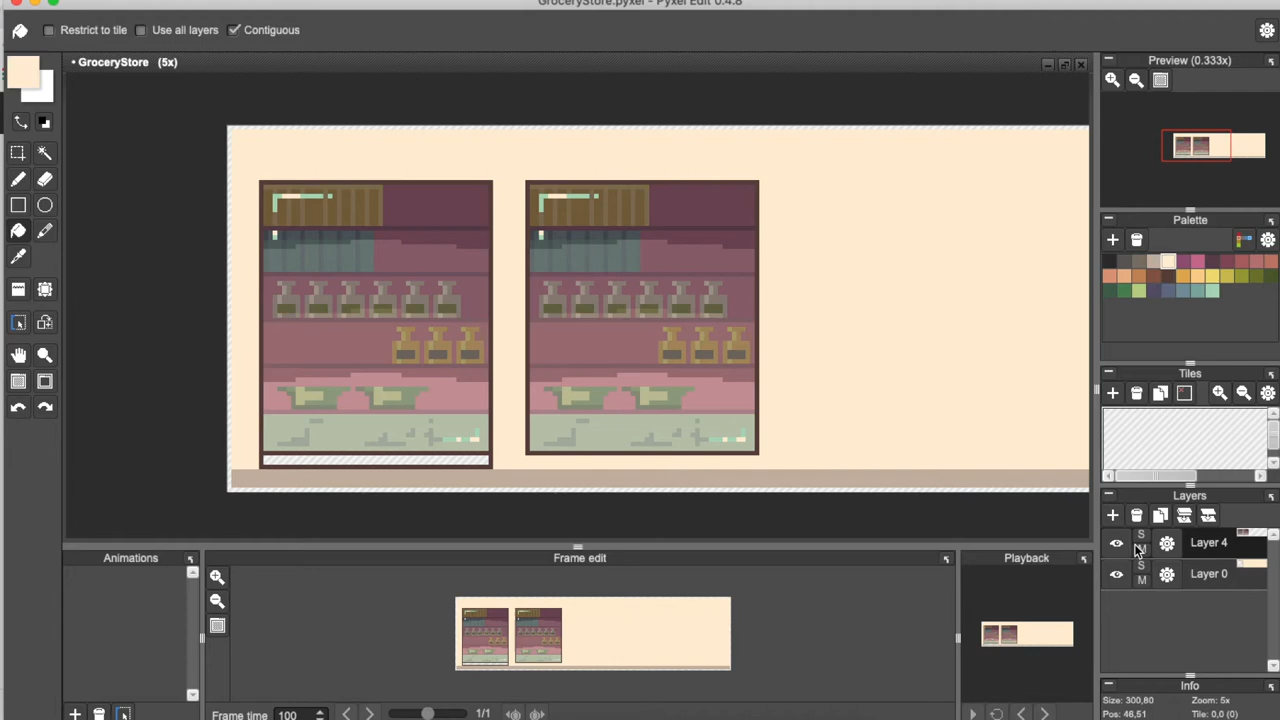 GroceryStore.pyxel - Pyxel Edit 0.4.8
Restrict to tile Use all layers Contiguous
• GroceryStore (5x)
Preview (0.333x)
Palette
Tiles
Layers
S
M
Layer 4
S
M
Layer 0
Animations
Frame edit
Playback
Info
Size: 300,80 Zoom: 5x
Pos: 46,51 Tile: 0,0 (0)
Frame time 100 1/1